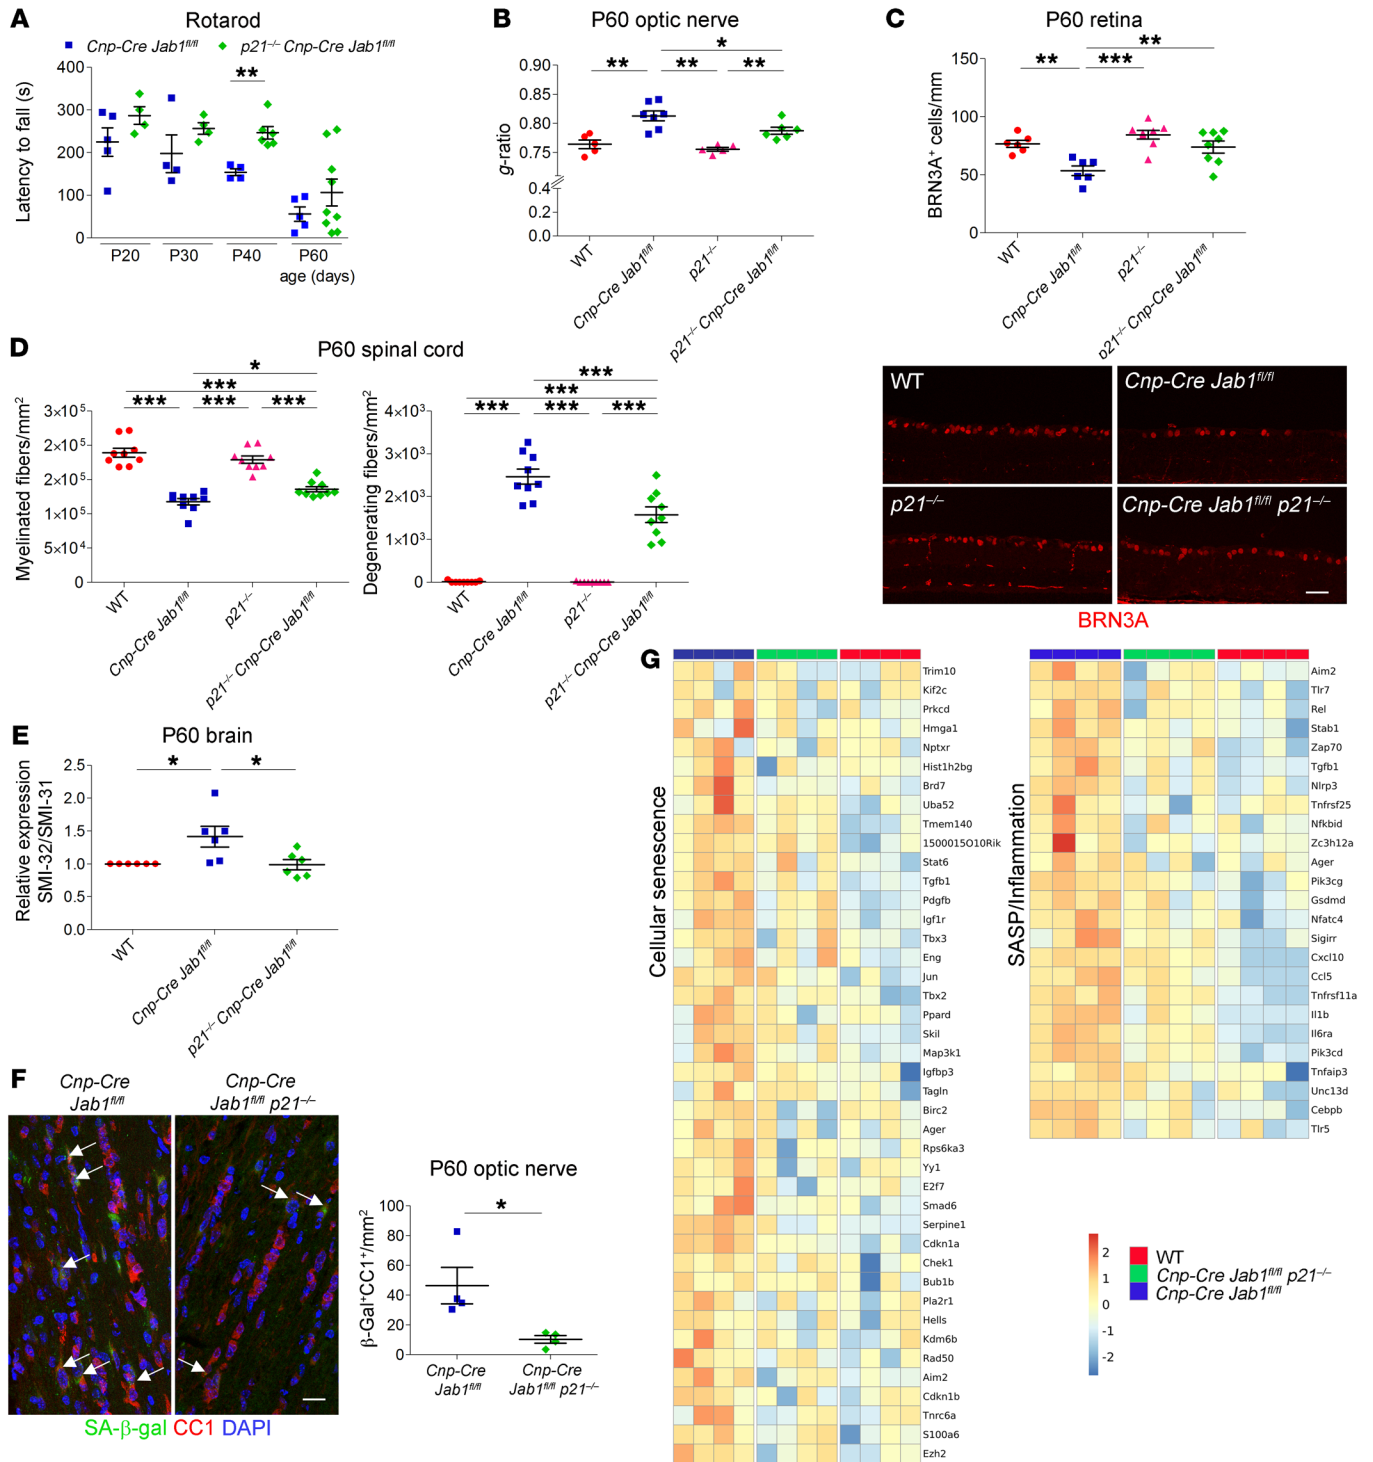 A
Rotarod
Cnp-Cre Jab1fl/fl
p21–/– Cnp-Cre Jab1fl/fl
Latency to fall (s)
400
300
200
100
0
**
P20
P30
P40
P60
age (days)
B
P60 optic nerve
*
** ** **
g-ratio
0.90
0.85
0.80
0.75
0.4
0.2
0.0
WT
Cnp-Cre Jab1fl/fl
p21–/–
p21–/– Cnp-Cre Jab1fl/fl
C
P60 retina
**
** ***
BRN3A+ cells/mm
150
100
50
0
WT
Cnp-Cre Jab1fl/fl
p21–/–
p21–/– Cnp-Cre Jab1fl/fl
WT
Cnp-Cre Jab1fl/fl
p21–/–
Cnp-Cre Jab1fl/fl p21–/–
BRN3A
D
P60 spinal cord
*
***
*** *** ***
Myelinated fibers/mm2
3×105
2×105
2×105
1×105
5×104
0
WT
Cnp-Cre Jab1fl/fl
p21–/–
p21–/– Cnp-Cre Jab1fl/fl
***
***
*** *** ***
Degenerating fibers/mm2
4×103
3×103
2×103
1×103
0
WT
Cnp-Cre Jab1fl/fl
p21–/–
p21–/– Cnp-Cre Jab1fl/fl
E
P60 brain
* *
Relative expression
SMI-32/SMI-31
2.5
2.0
1.5
1.0
0.5
0.0
WT
Cnp-Cre Jab1fl/fl
p21–/– Cnp-Cre Jab1fl/fl
F
Cnp-Cre
Jab1fl/fl
Cnp-Cre
Jab1fl/fl p21–/–
SA-β-gal CC1 DAPI
P60 optic nerve
*
β-Gal+CC1+/mm2
100
80
60
40
20
0
Cnp-Cre
Jab1fl/fl
Cnp-Cre
Jab1fl/fl p21–/–
G
Cellular senescence
Trim10
Kif2c
Prkcd
Hmga1
Nptxr
Hist1h2bg
Brd7
Uba52
Tmem140
1500015O10Rik
Stat6
Tgfb1
Pdgfb
Igf1r
Tbx3
Eng
Jun
Tbx2
Ppard
Skil
Map3k1
Igfbp3
Tagln
Birc2
Ager
Rps6ka3
Yy1
E2f7
Smad6
Serpine1
Cdkn1a
Chek1
Bub1b
Pla2r1
Hells
Kdm6b
Rad50
Aim2
Cdkn1b
Tnrc6a
S100a6
Ezh2
SASP/Inflammation
Aim2
Tlr7
Rel
Stab1
Zap70
Tgfb1
Nlrp3
Tnfrsf25
Nfkbid
Zc3h12a
Ager
Pik3cg
Gsdmd
Nfatc4
Sigirr
Cxcl10
Ccl5
Tnfrsf11a
Il1b
Il6ra
Pik3cd
Tnfaip3
Unc13d
Cebpb
Tlr5
2
1
0
-1
-2
WT
Cnp-Cre Jab1fl/fl p21–/–
Cnp-Cre Jab1fl/fl